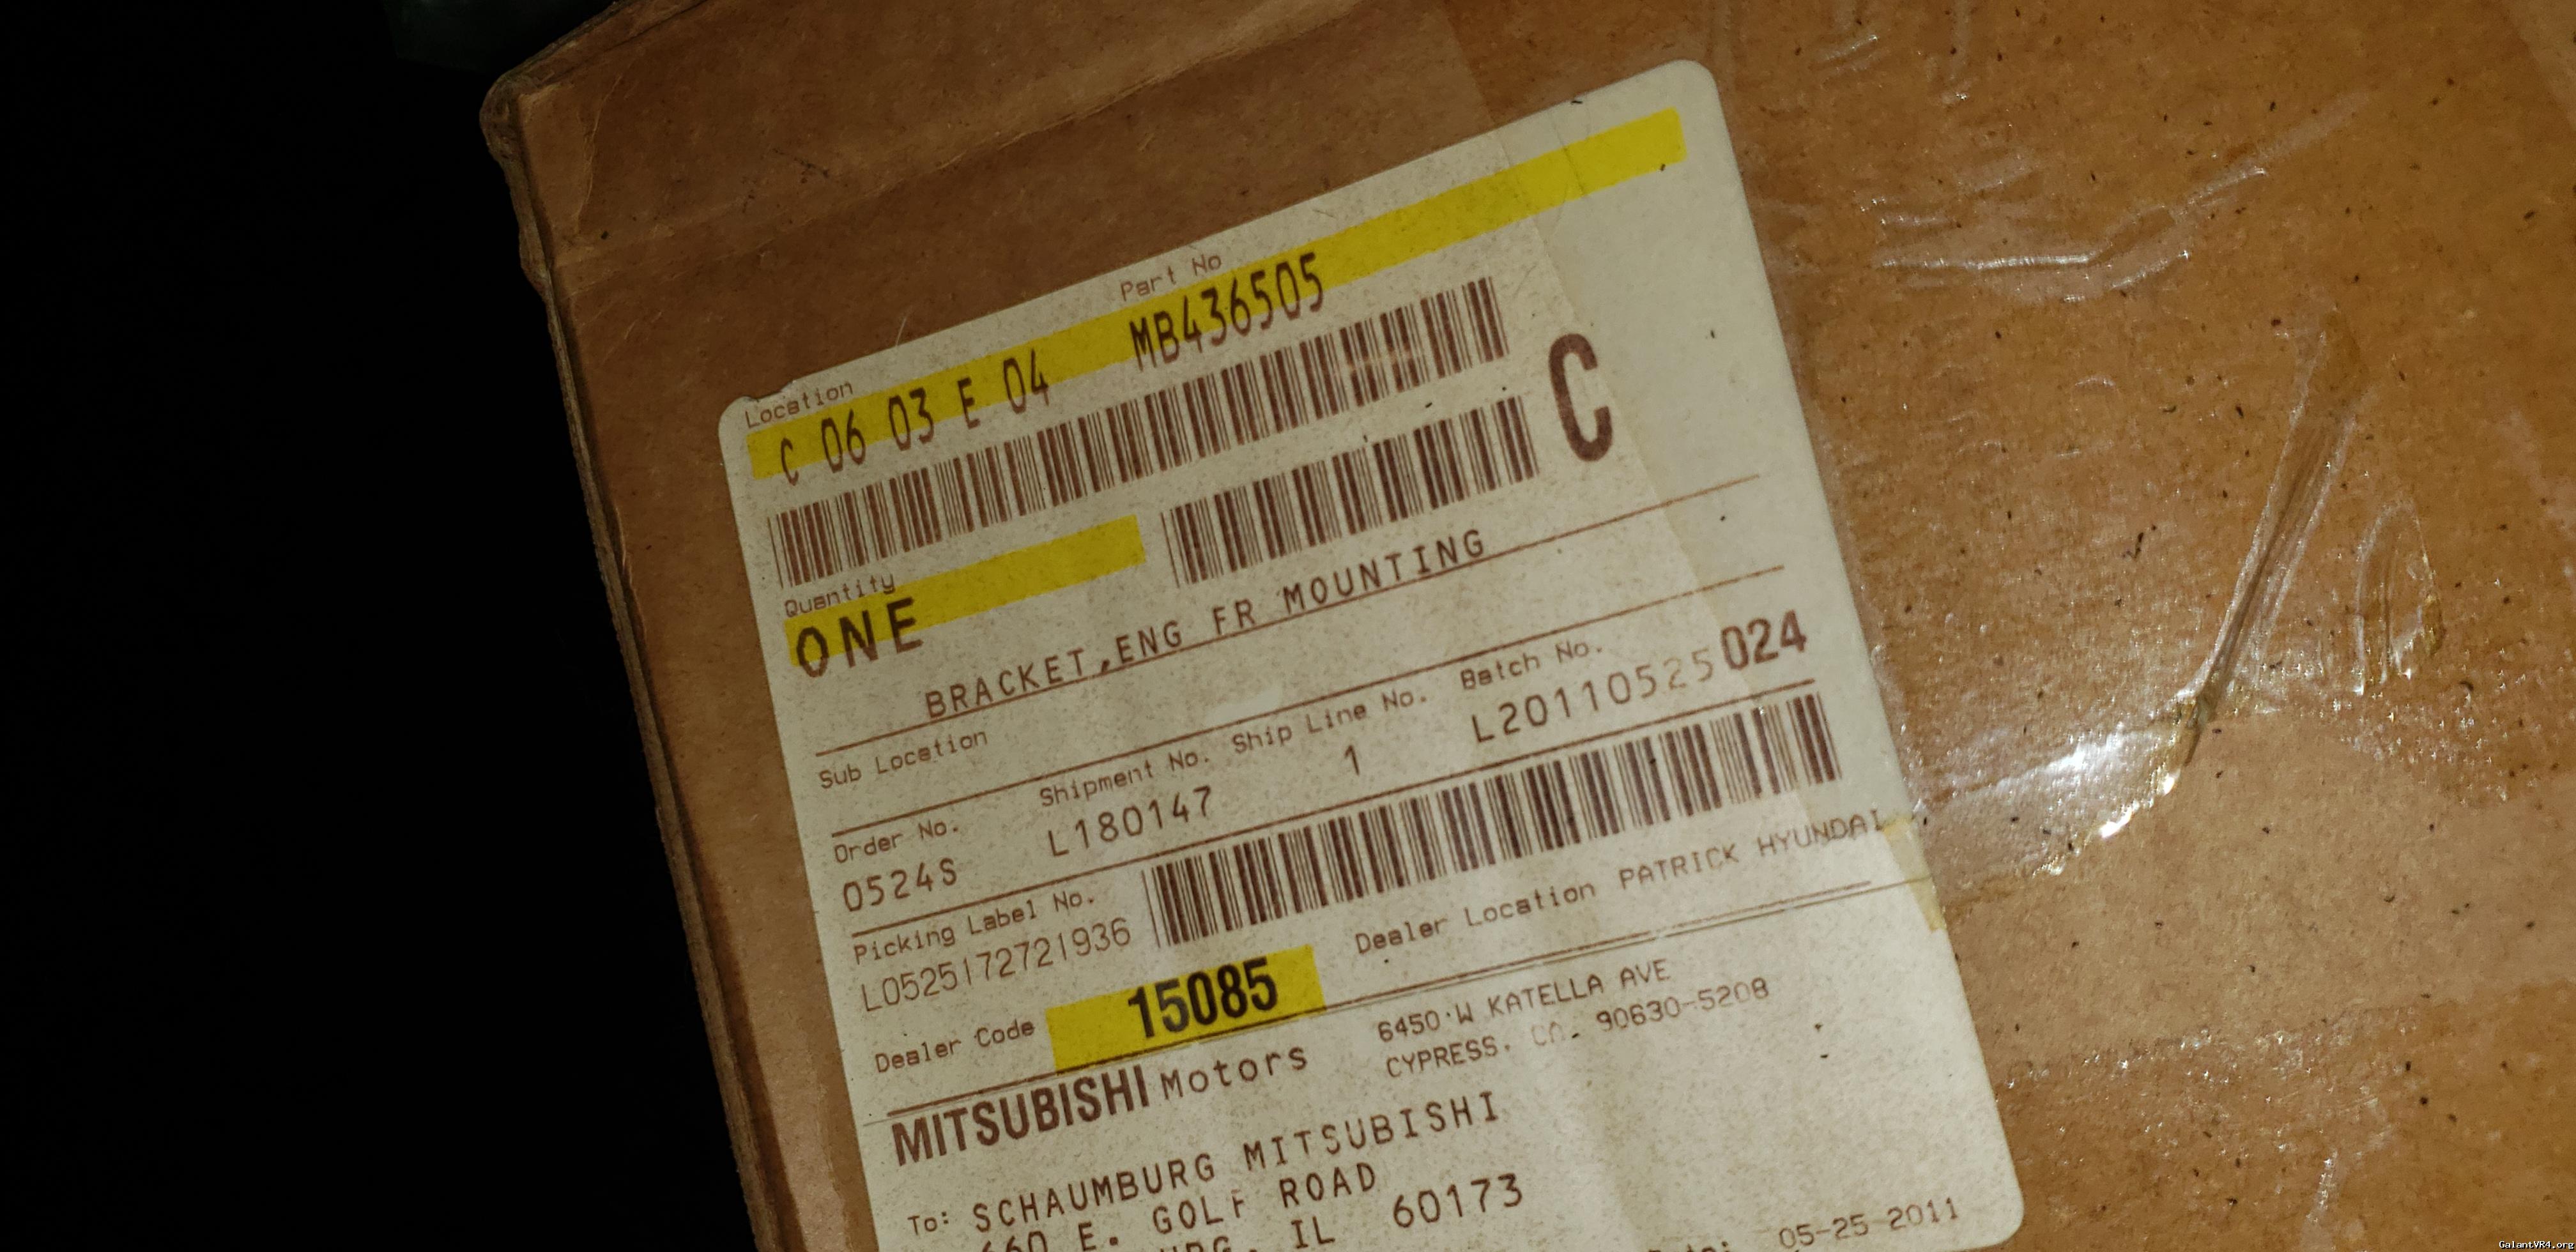 Location Part No
C 06 03 E 04 MB436505
C
Quantity
ONE
BRACKET,ENG FR MOUNTING
Sub Location
Order No. Shipment No. Ship Line No. Batch No.
0524S L180147 1 L20110525024
Picking Label No.
L0525172721936
Dealer Code 15085 Dealer Location PATRICK HYUNDAI
MITSUBISHI Motors 6450 W KATELLA AVE
CYPRESS, CA. 90630-5208
To: SCHAUMBURG MITSUBISHI
660 E. GOLF ROAD
IL 60173
05-25 2011
GalantVR4.org